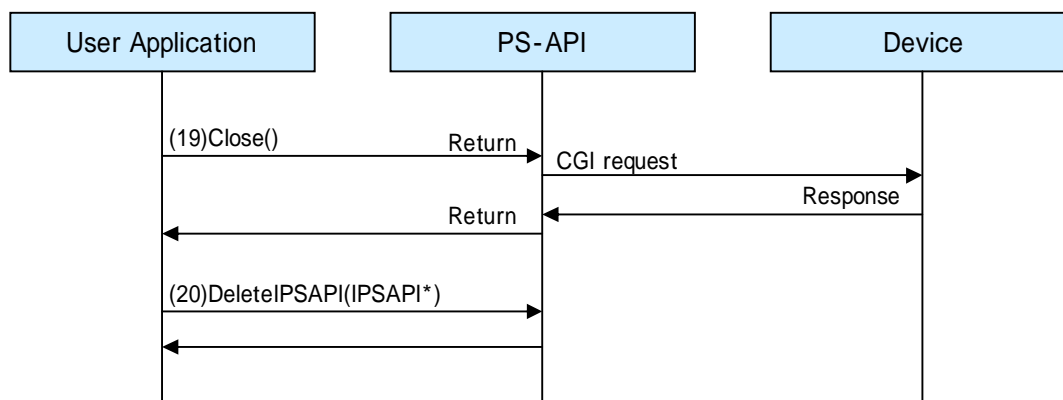 User Application
PS-API
Device
(19)Close()
Return
CGI request
Response
Return
(20)DeleteIPSAPI(IPSAPI*)